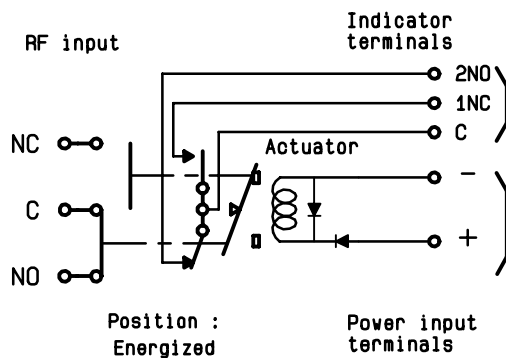 RF input
Indicator
terminals
2NO
1NC
C
Actuator
NC
C
NO
-
+
Position :
Energized
Power input
terminals